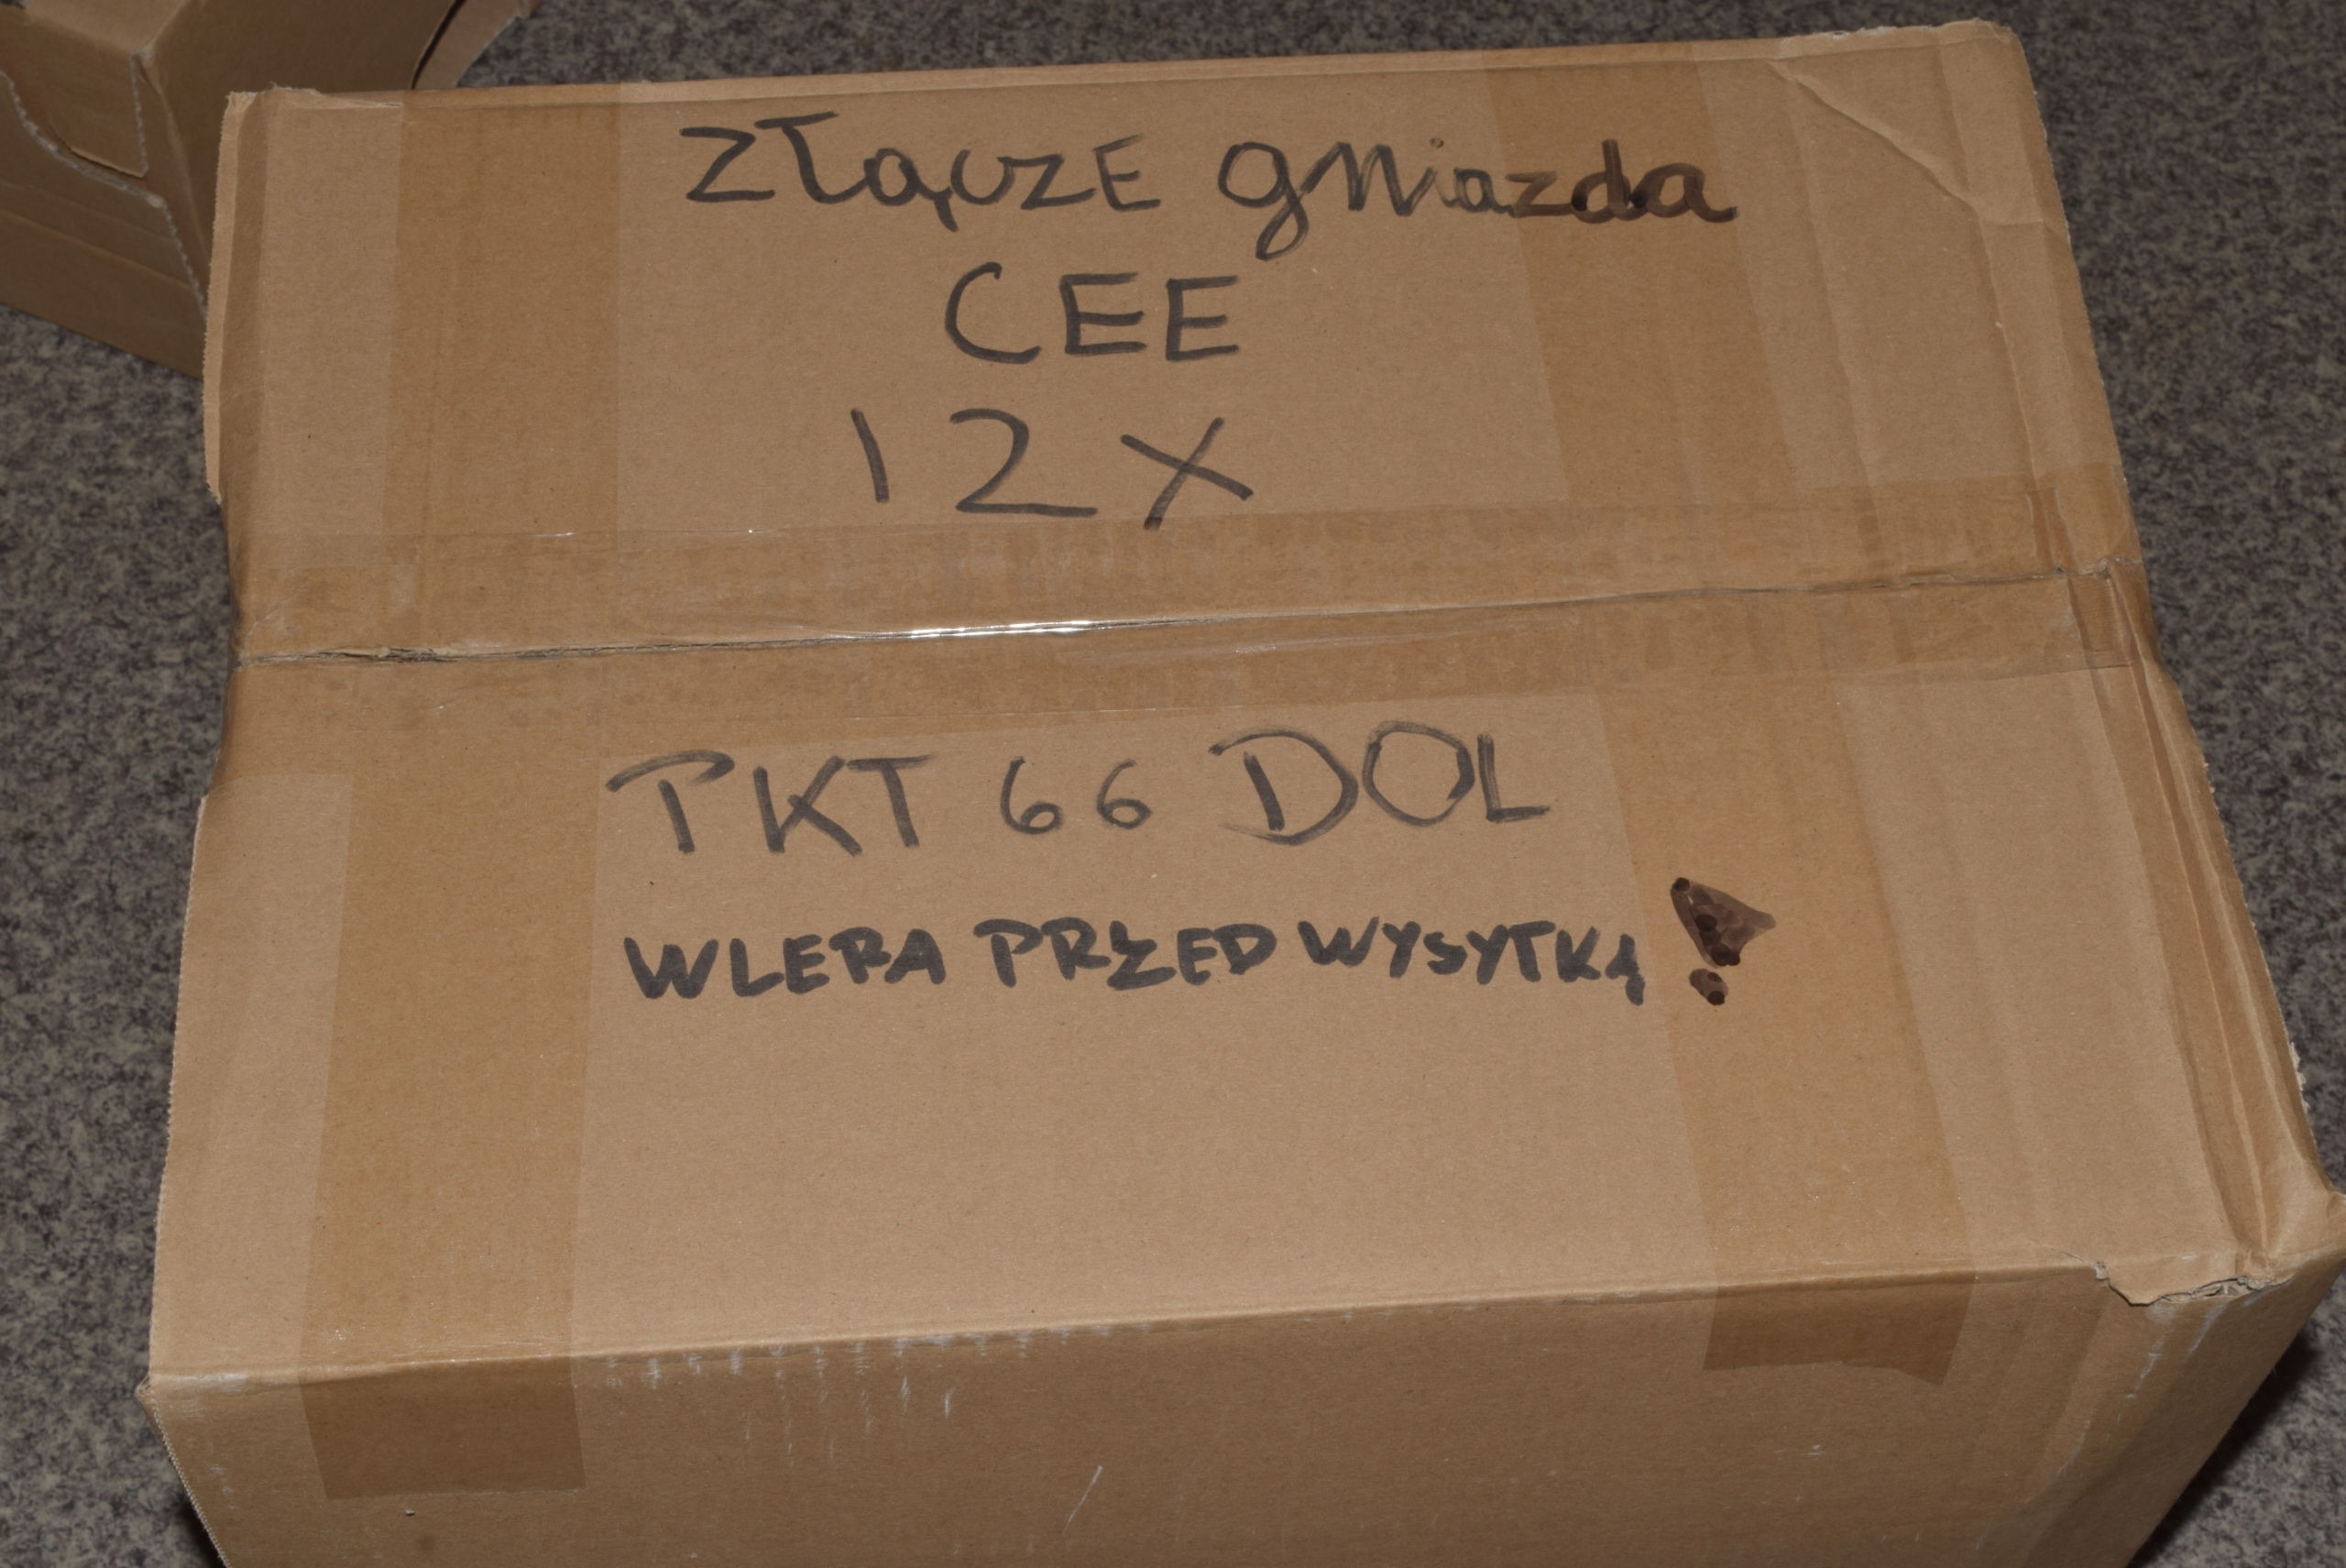 ZŁĄCZE gniazda
CEE
12X
PKT 66 DOL
WLEPA PRZED WYSYŁKĄ!